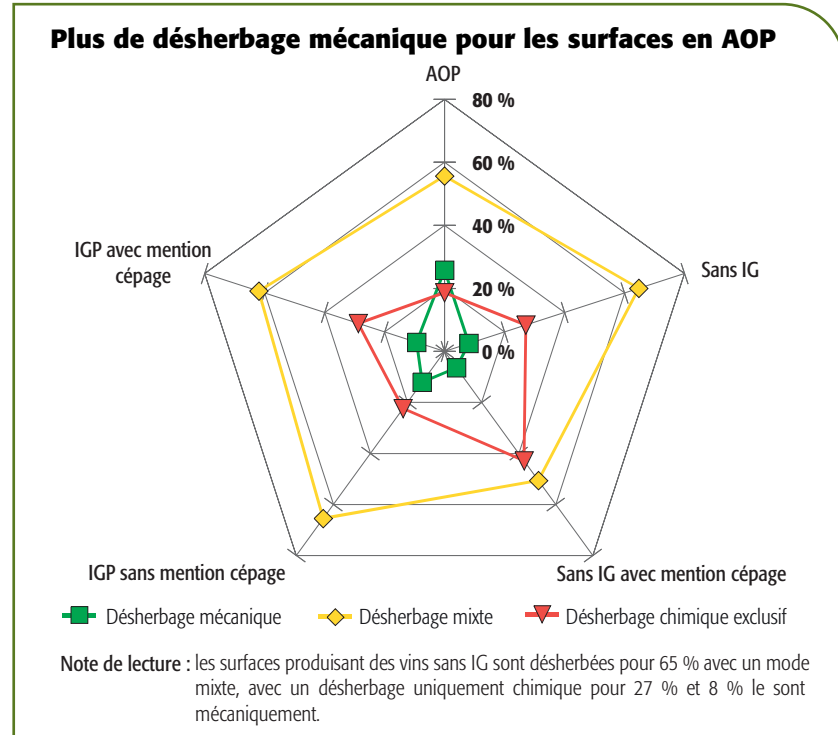 Plus de désherbage mécanique pour les surfaces en AOP
AOP
80 %
60 %
40 %
20 %
0 %
IGP avec mention
cépage
Sans IG
IGP sans mention cépage
Sans IG avec mention cépage
Désherbage mécanique
Désherbage mixte
Désherbage chimique exclusif
Note de lecture : les surfaces produisant des vins sans IG sont désherbées pour 65 % avec un mode
mixte, avec un désherbage uniquement chimique pour 27 % et 8 % le sont
mécaniquement.